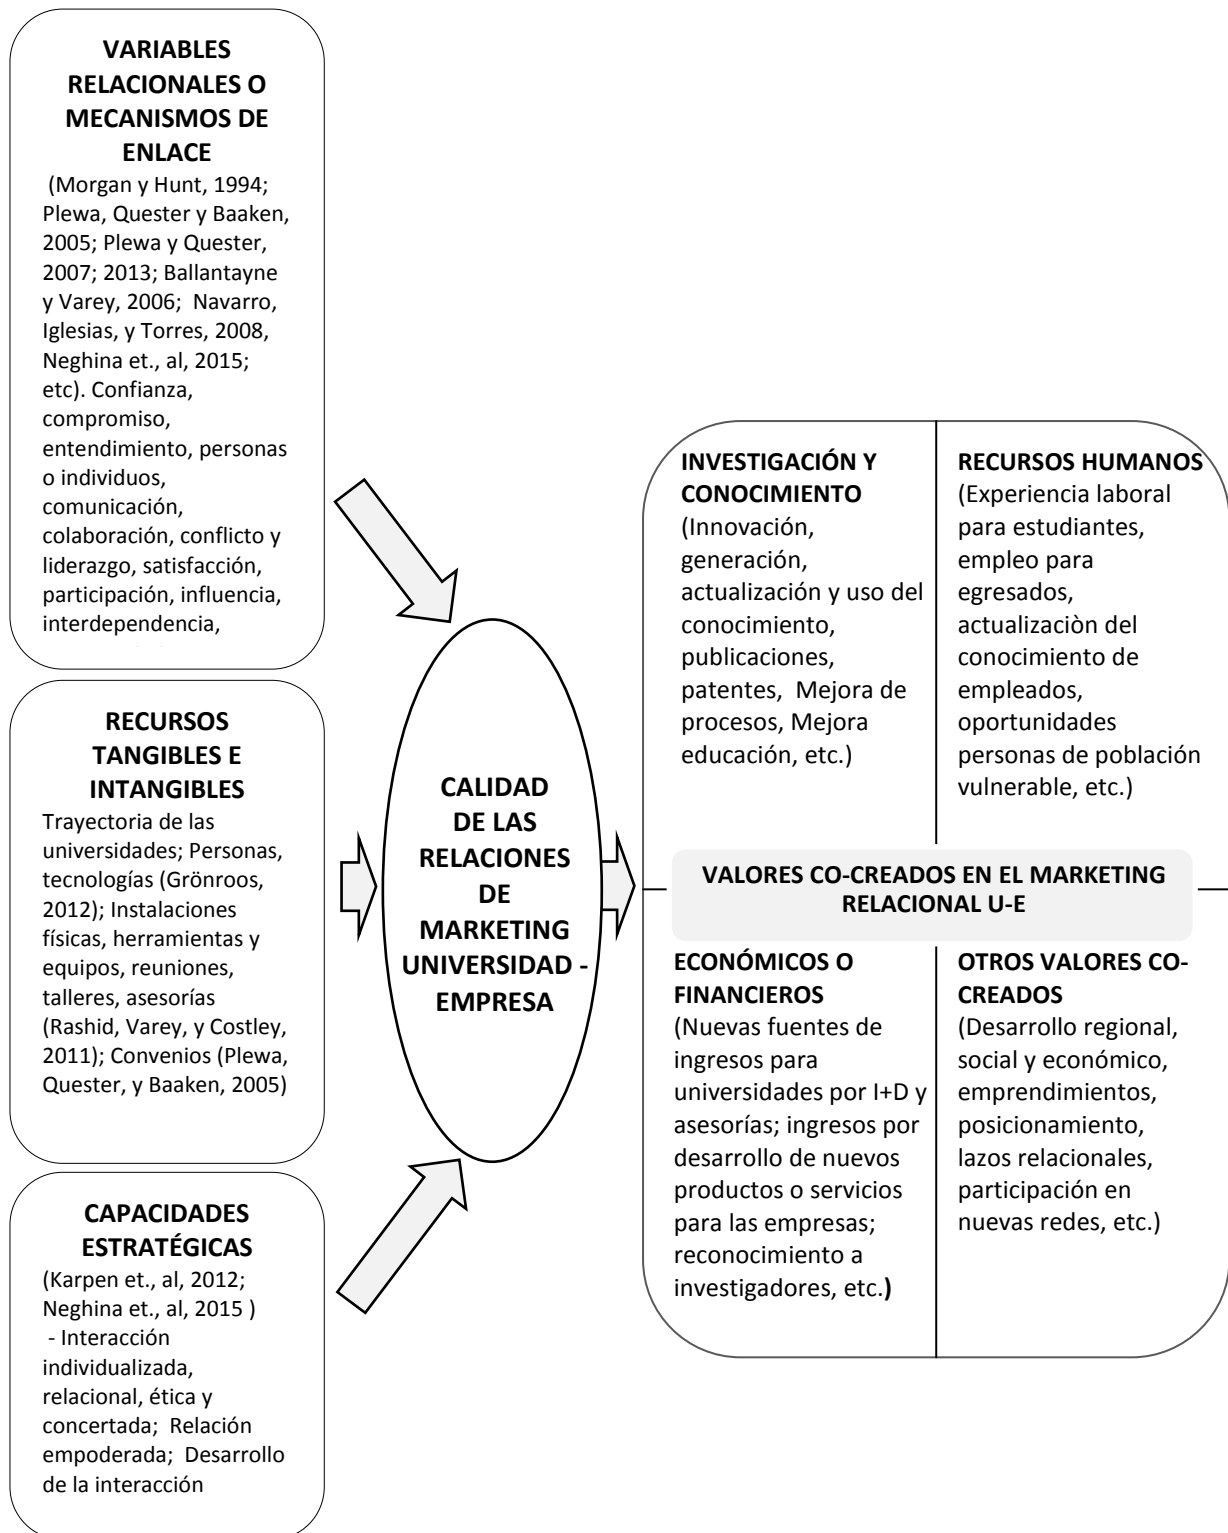 VARIABLES
RELACIONALES O
MECANISMOS DE
ENLACE
(Morgan y Hunt, 1994;
Plewa, Quester y Baaken,
2005; Plewa y Quester,
2007; 2013; Ballantayne
y Varey, 2006; Navarro,
Iglesias, y Torres, 2008,
Neghina et., al, 2015;
etc). Confianza,
compromiso,
entendimiento, personas
o individuos,
comunicación,
colaboración, conflicto y
liderazgo, satisfacción,
participación, influencia,
interdependencia,
RECURSOS
TANGIBLES E
INTANGIBLES
Trayectoria de las
universidades; Personas,
tecnologías (Grönroos,
2012); Instalaciones
físicas, herramientas y
equipos, reuniones,
talleres, asesorías
(Rashid, Varey, y Costley,
2011); Convenios (Plewa,
Quester, y Baaken, 2005)
CAPACIDADES
ESTRATÉGICAS
(Karpen et., al, 2012;
Neghina et., al, 2015 )
- Interacción
individualizada,
relacional, ética y
concertada; Relación
empoderada; Desarrollo
de la interacción
CALIDAD
DE LAS
RELACIONES
DE
MARKETING
UNIVERSIDAD -
EMPRESA
INVESTIGACIÓN Y
CONOCIMIENTO
(Innovación,
generación,
actualización y uso del
conocimiento,
publicaciones,
patentes, Mejora de
procesos, Mejora
educación, etc.)
RECURSOS HUMANOS
(Experiencia laboral
para estudiantes,
empleo para
egresados,
actualizaciòn del
conocimiento de
empleados,
oportunidades
personas de población
vulnerable, etc.)
VALORES CO-CREADOS EN EL MARKETING
RELACIONAL U-E
ECONÓMICOS O
FINANCIEROS
(Nuevas fuentes de
ingresos para
universidades por I+D y
asesorías; ingresos por
desarrollo de nuevos
productos o servicios
para las empresas;
reconocimiento a
investigadores, etc.)
OTROS VALORES CO-
CREADOS
(Desarrollo regional,
social y económico,
emprendimientos,
posicionamiento,
lazos relacionales,
participación en
nuevas redes, etc.)